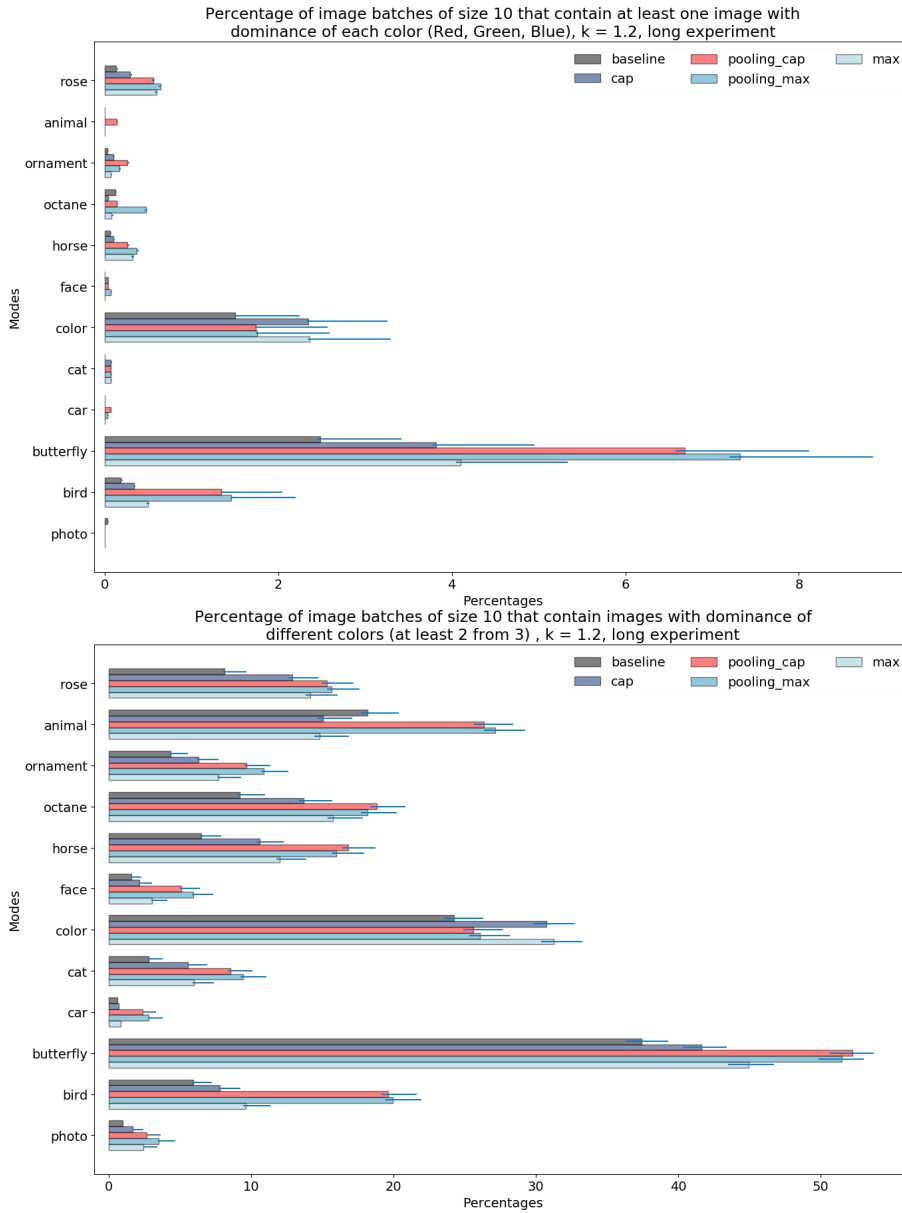 Percentage of image batches of size 10 that contain at least one image with
dominance of each color (Red, Green, Blue), k = 1.2, long experiment
baseline
cap
pooling_cap
pooling_max
max
Modes
rose
animal
ornament
octane
horse
face
color
cat
car
butterfly
bird
photo
0 2 4 6 8
Percentages
Percentage of image batches of size 10 that contain images with dominance of
different colors (at least 2 from 3) , k = 1.2, long experiment
baseline
cap
pooling_cap
pooling_max
max
Modes
rose
animal
ornament
octane
horse
face
color
cat
car
butterfly
bird
photo
0 10 20 30 40 50
Percentages